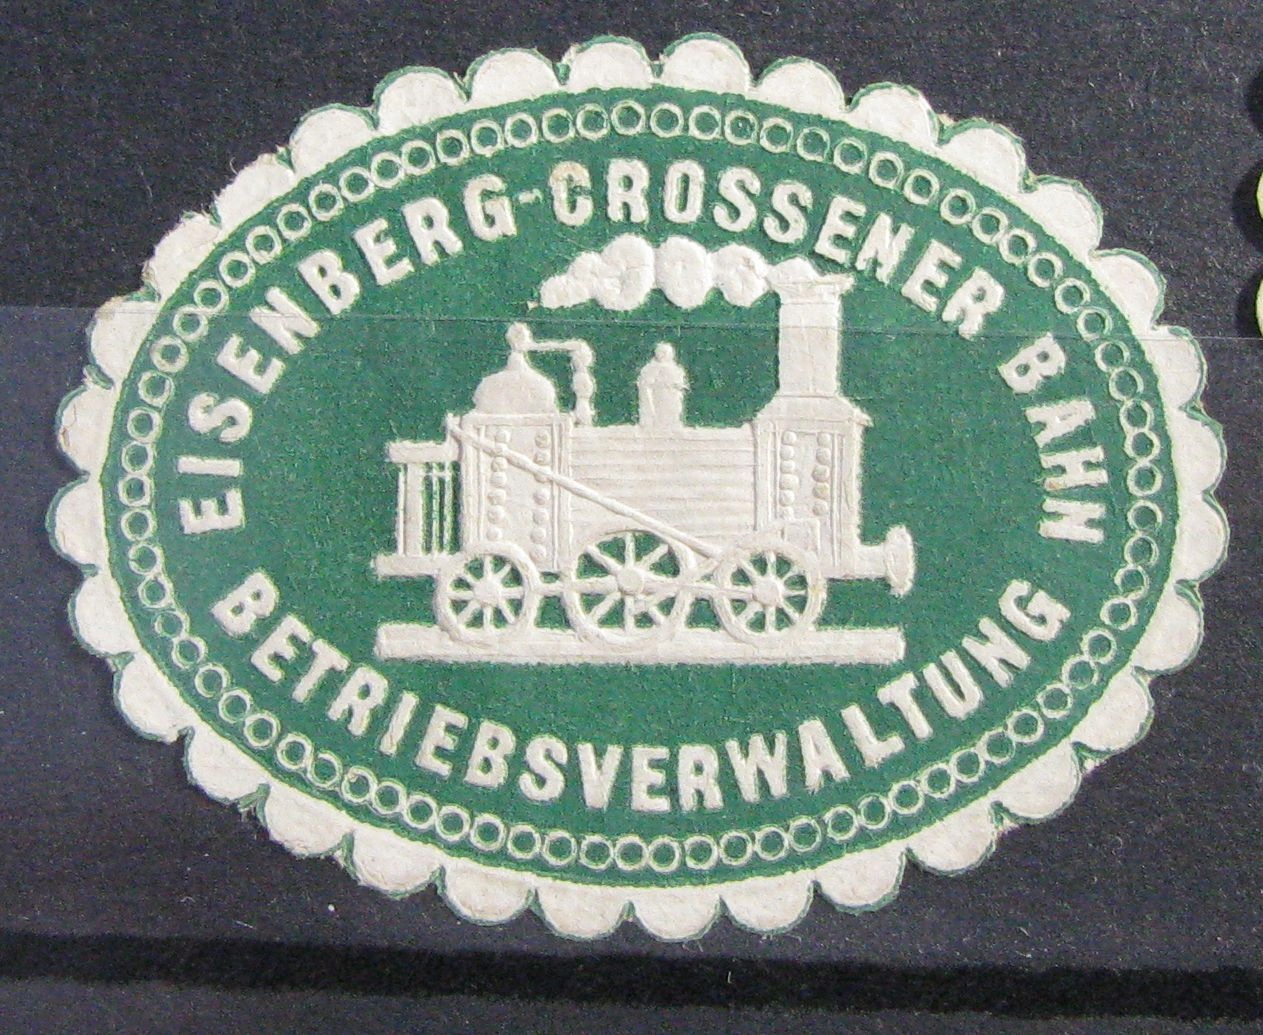 EISENBERG-CROSSENER BAHN
BETRIEBSVERWALTUNG